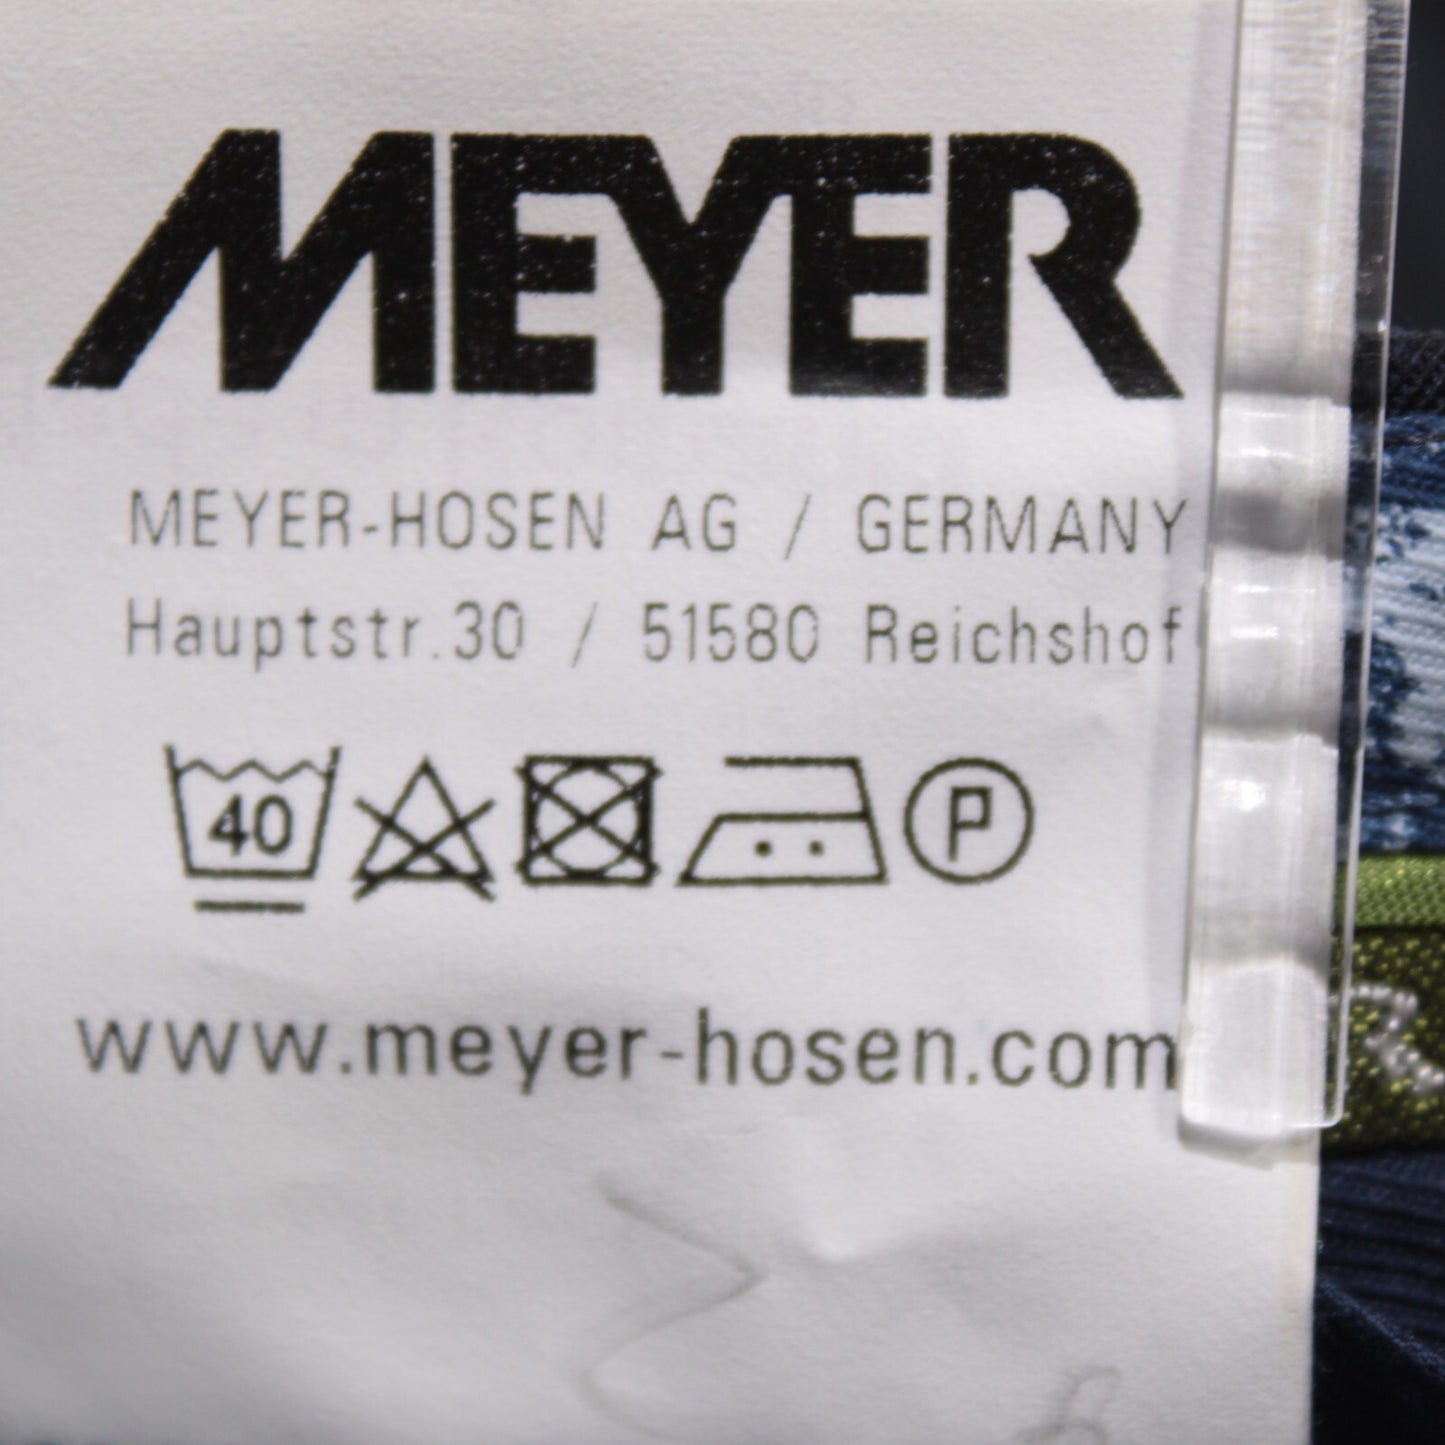 MEYER
MEYER-HOSEN AG / GERMANY
Hauptstr.30 / 51580 Reichshof
40 P
www.meyer-hosen.com